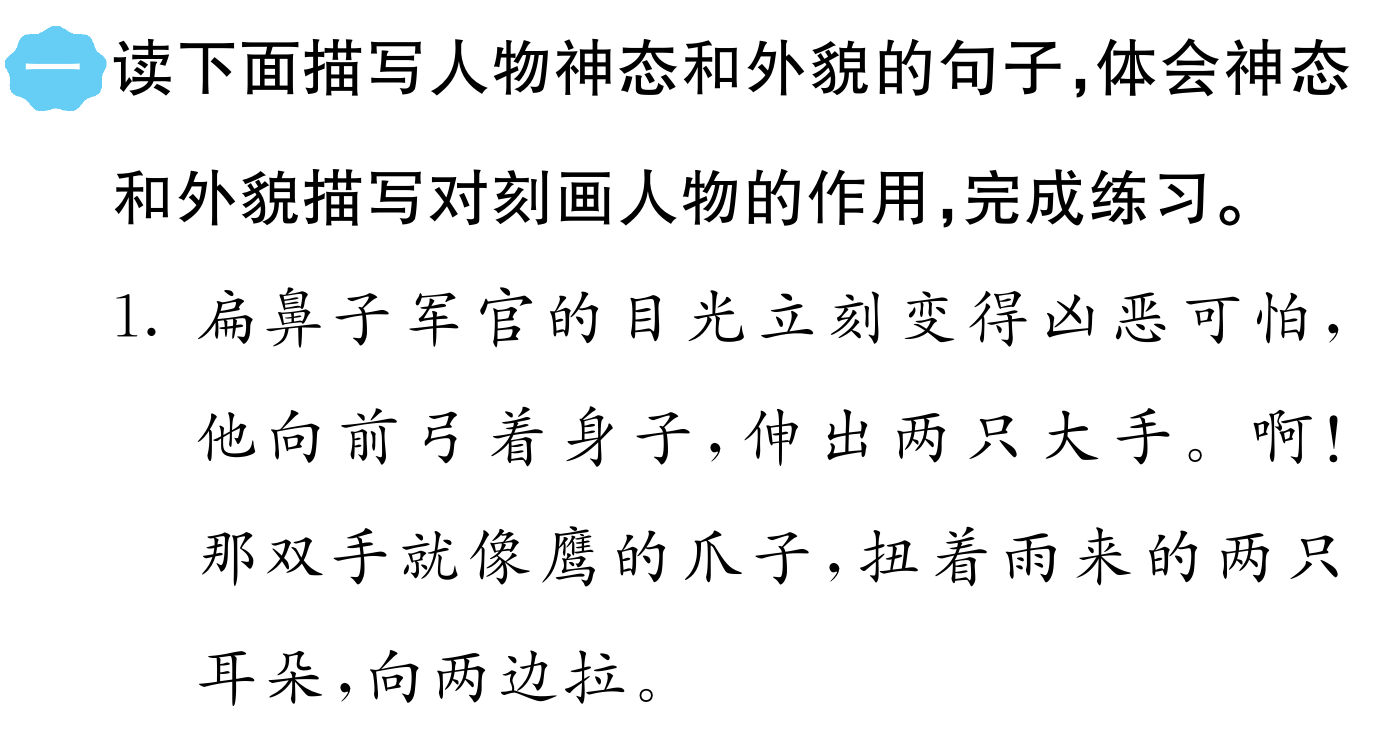 一 读下面描写人物神态和外貌的句子,体会神态
和外貌描写对刻画人物的作用,完成练习。
1. 扁鼻子军官的目光立刻变得凶恶可怕,
他向前弓着身子,伸出两只大手。啊!
那双手就像鹰的爪子,扭着雨来的两只
耳朵,向两边拉。